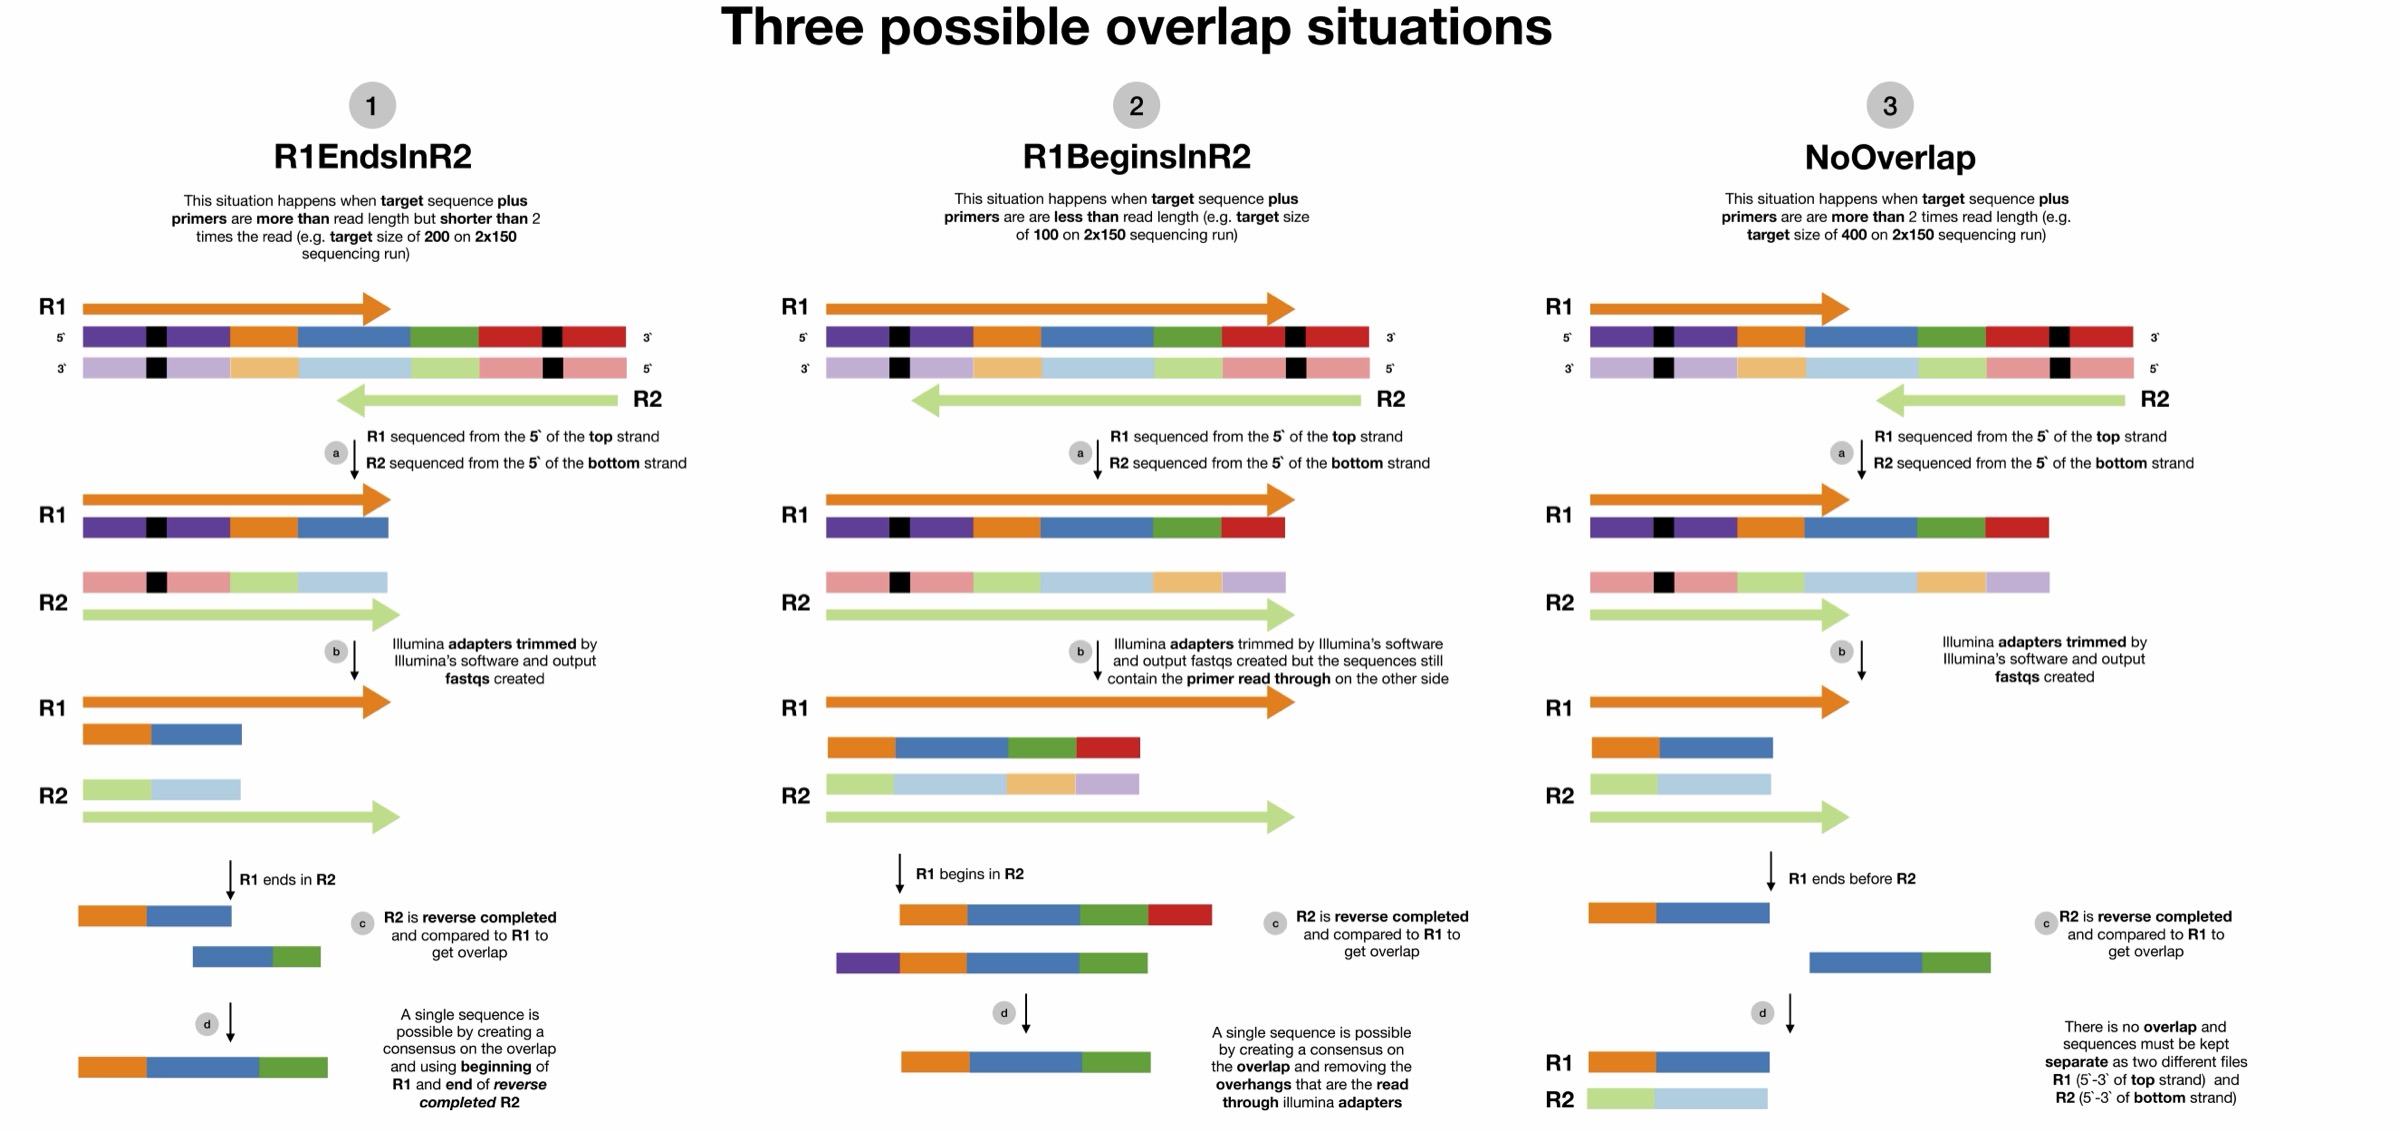 Three possible overlap situations
1
R1EndsInR2
This situation happens when target sequence plus
primers are more than read length but shorter than 2
times the read (e.g. target size of 200 on 2x150
sequencing run)
R1
5`
3`
3`
5`
R2
a
R1 sequenced from the 5` of the top strand
R2 sequenced from the 5` of the bottom strand
R1
R2
b
Illumina adapters trimmed by
Illumina's software and output
fastqs created
R1
R2
R1 ends in R2
c
R2 is reverse completed
and compared to R1 to
get overlap
d
A single sequence is
possible by creating a
consensus on the overlap
and using beginning of
R1 and end of reverse
completed R2
2
R1BeginsInR2
This situation happens when target sequence plus
primers are are less than read length (e.g. target size
of 100 on 2x150 sequencing run)
R1
5`
3`
3`
5`
R2
a
R1 sequenced from the 5` of the top strand
R2 sequenced from the 5` of the bottom strand
R1
R2
b
Illumina adapters trimmed by Illumina's software
and output fastqs created but the sequences still
contain the primer read through on the other side
R1
R2
R1 begins in R2
c
R2 is reverse completed
and compared to R1 to
get overlap
d
A single sequence is possible
by creating a consensus on
the overlap and removing the
overhangs that are the read
through illumina adapters
3
NoOverlap
This situation happens when target sequence plus
primers are are more than 2 times read length (e.g.
target size of 400 on 2x150 sequencing run)
R1
5`
3`
3`
5`
R2
a
R1 sequenced from the 5` of the top strand
R2 sequenced from the 5` of the bottom strand
R1
R2
b
Illumina adapters trimmed by
Illumina's software and output
fastqs created
R1
R2
R1 ends before R2
c
R2 is reverse completed
and compared to R1 to
get overlap
d
There is no overlap and
sequences must be kept
separate as two different files
R1 (5`-3` of top strand) and
R2 (5`-3` of bottom strand)
R1
R2